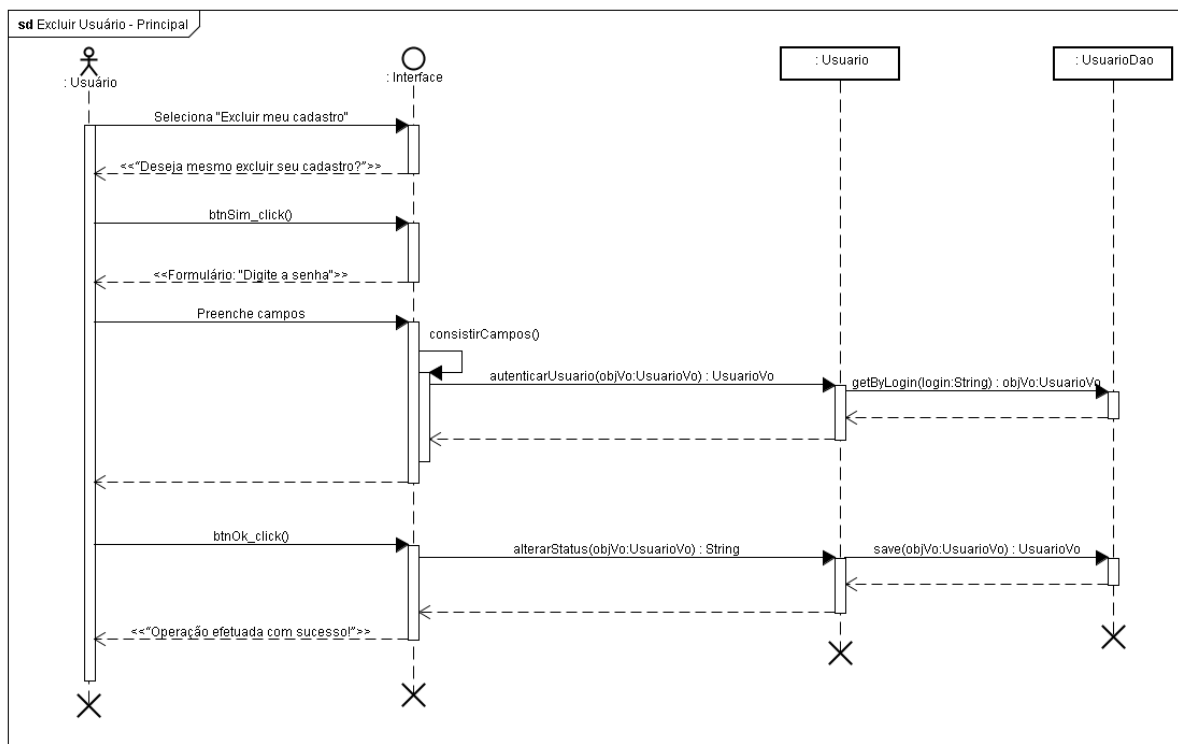 sd Excluir Usuário - Principal
: Usuário
: Interface
: Usuario
: UsuarioDao
Seleciona "Excluir meu cadastro"
<<"Deseja mesmo excluir seu cadastro?">>
btnSim_click()
<<Formulário: "Digite a senha">>
Preenche campos
consistirCampos()
autenticarUsuario(objVo:UsuarioVo) : UsuarioVo
getByLogin(login:String) : objVo:UsuarioVo
btnOk_click()
alterarStatus(objVo:UsuarioVo) : String
save(objVo:UsuarioVo) : UsuarioVo
<<"Operação efetuada com sucesso!">>